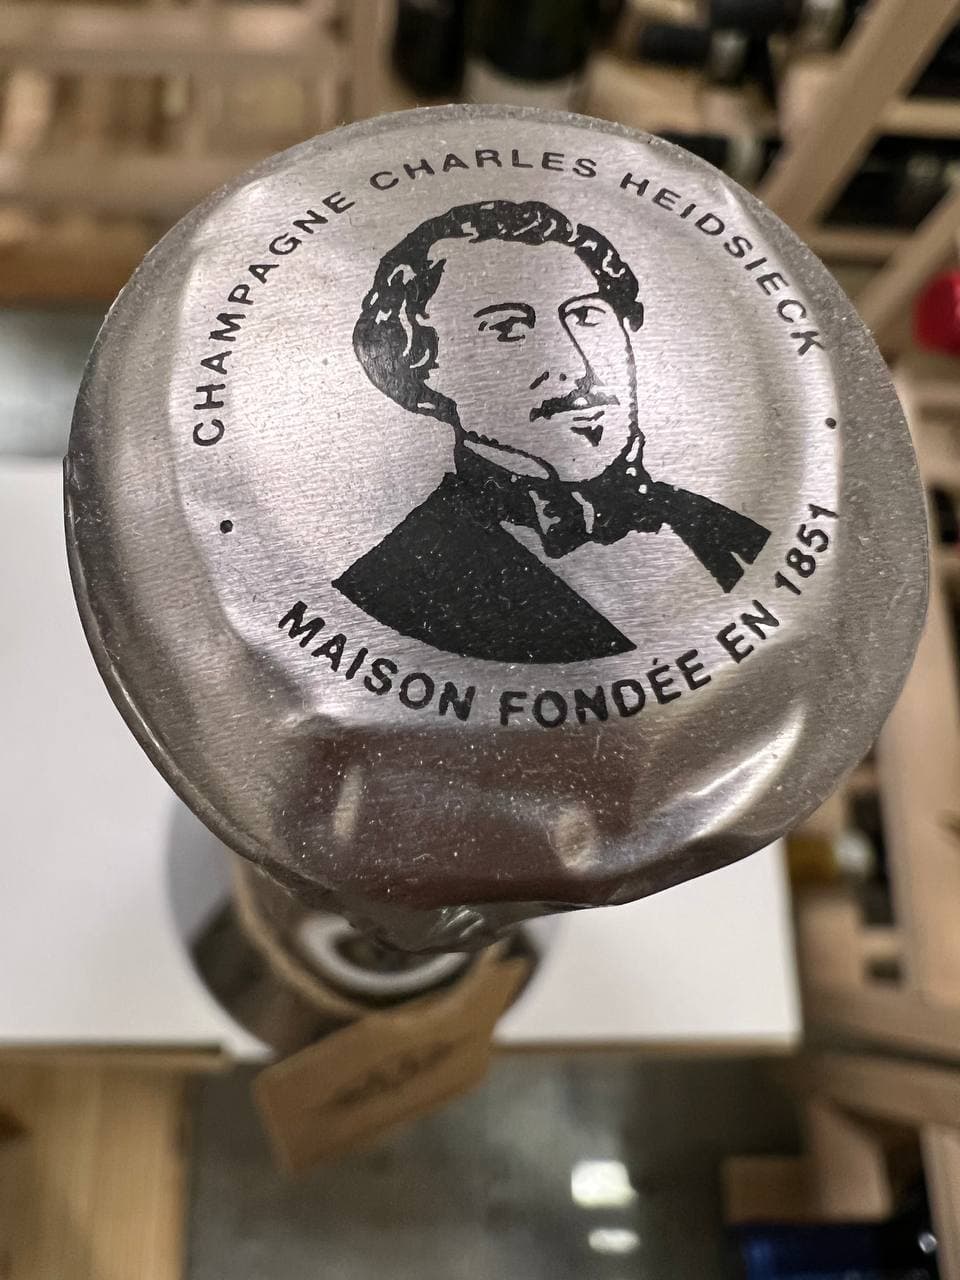 CHAMPAGNE CHARLES HEIDSIECK
MAISON FONDÉE EN 1851